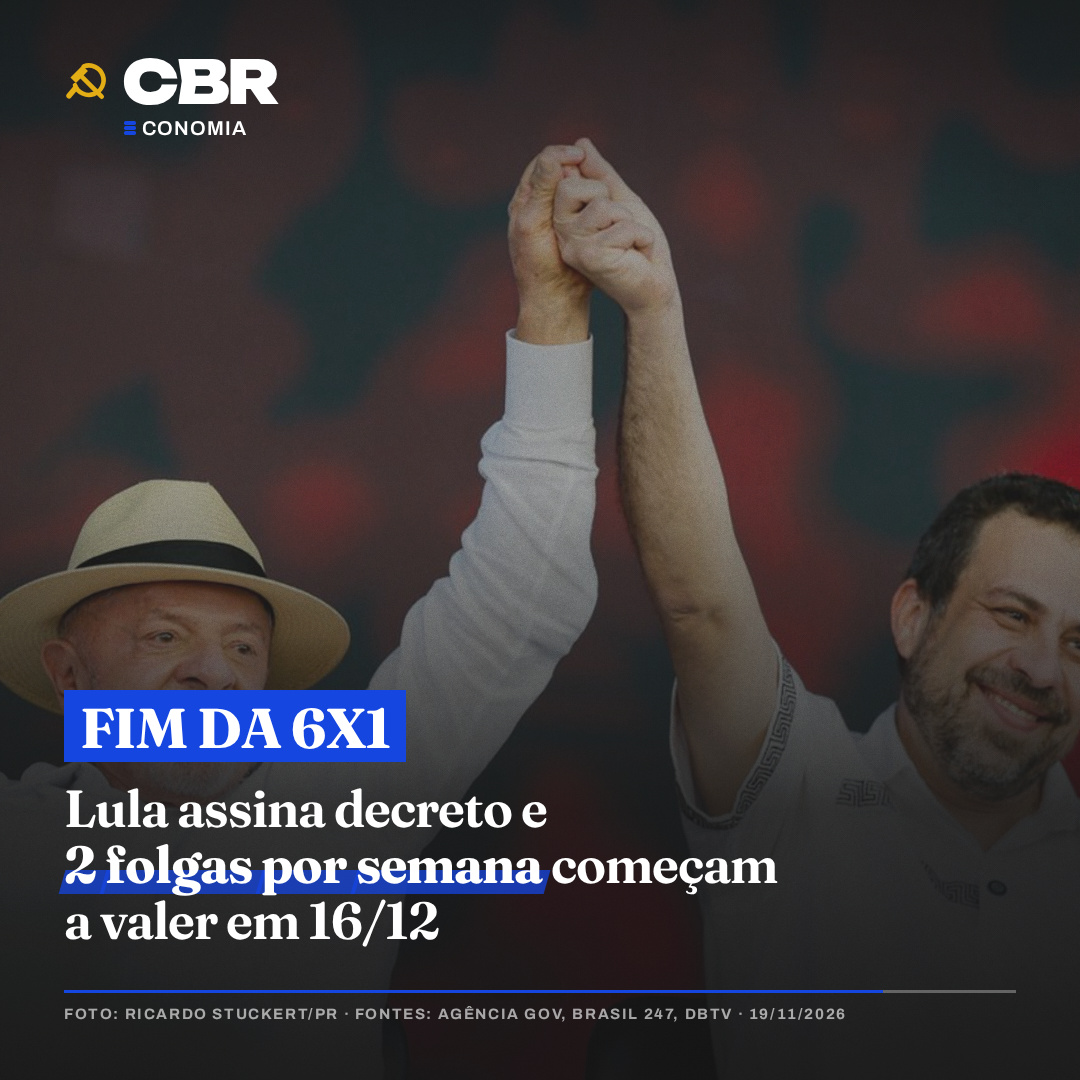 CBR
ECONOMIA
FIM DA 6X1
Lula assina decreto e
2 folgas por semana começam
a valer em 16/12
FOTO: RICARDO STUCKERT/PR · FONTES: AGÊNCIA GOV, BRASIL 247, DBTV · 19/11/2026